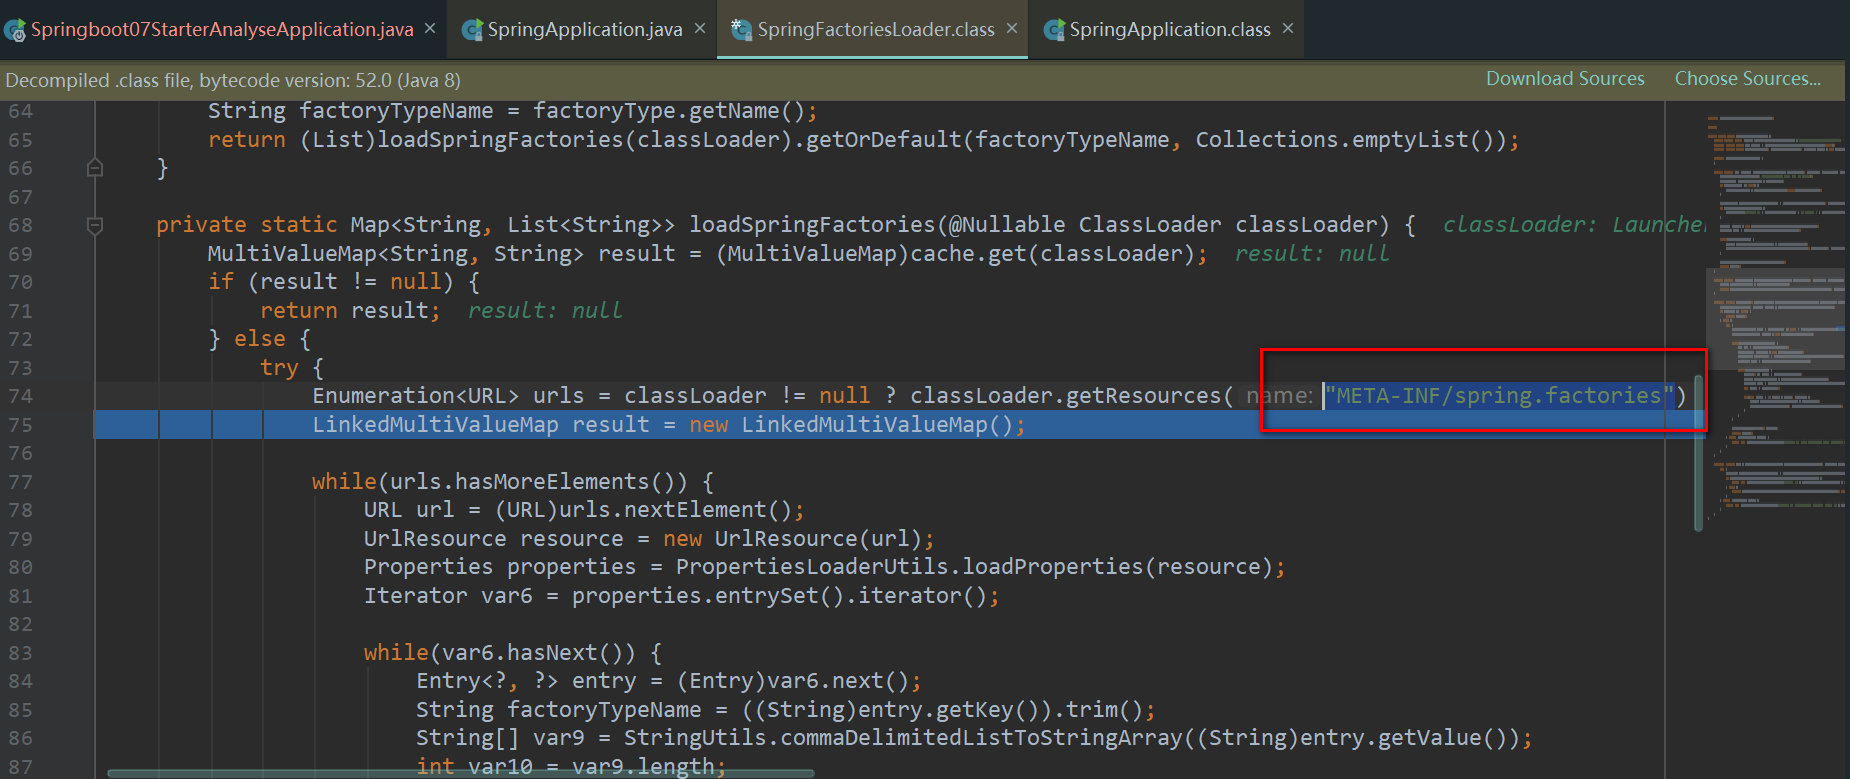 Springboot07StarterAnalyseApplication.java × SpringApplication.java × SpringFactoriesLoader.class × SpringApplication.class ×
Decompiled .class file, bytecode version: 52.0 (Java 8) Download Sources Choose Sources...
64 String factoryTypeName = factoryType.getName();
65 return (List)loadSpringFactories(classLoader).getOrDefault(factoryTypeName, Collections.emptyList());
66 }
67
68 private static Map<String, List<String>> loadSpringFactories(@Nullable ClassLoader classLoader) { classLoader: Launche
69 MultiValueMap<String, String> result = (MultiValueMap)cache.get(classLoader); result: null
70 if (result != null) {
71 return result; result: null
72 } else {
73 try {
74 Enumeration<URL> urls = classLoader != null ? classLoader.getResources( name: "META-INF/spring.factories")
75 LinkedMultiValueMap result = new LinkedMultiValueMap();
76
77 while(urls.hasMoreElements()) {
78 URL url = (URL)urls.nextElement();
79 UrlResource resource = new UrlResource(url);
80 Properties properties = PropertiesLoaderUtils.loadProperties(resource);
81 Iterator var6 = properties.entrySet().iterator();
82
83 while(var6.hasNext()) {
84 Entry<?, ?> entry = (Entry)var6.next();
85 String factoryTypeName = ((String)entry.getKey()).trim();
86 String[] var9 = StringUtils.commaDelimitedListToStringArray((String)entry.getValue());
87 int var10 = var9.length;